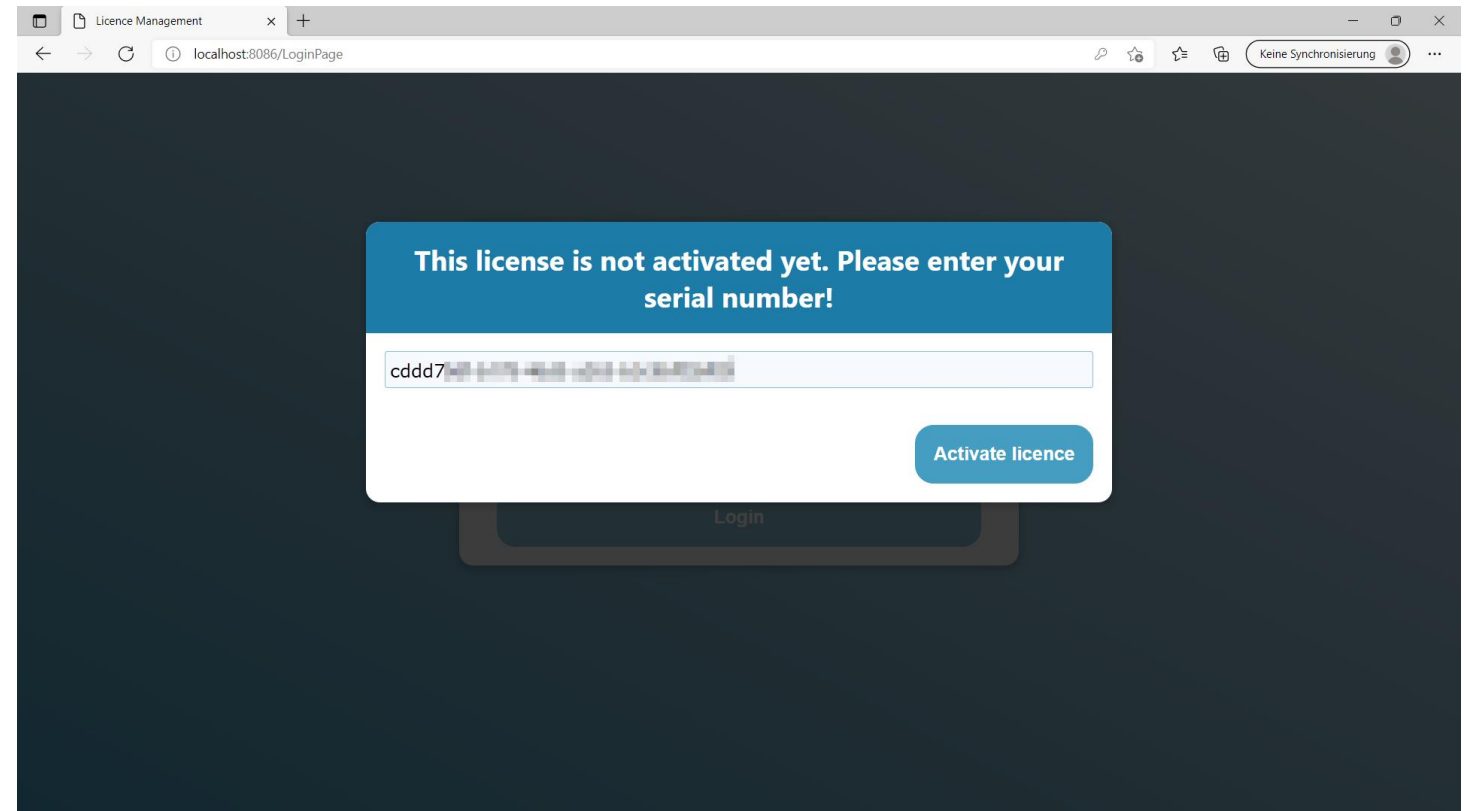 Licence Management
localhost:8086/LoginPage
Keine Synchronisierung
This license is not activated yet. Please enter your
serial number!
cddd7
Activate licence
Login